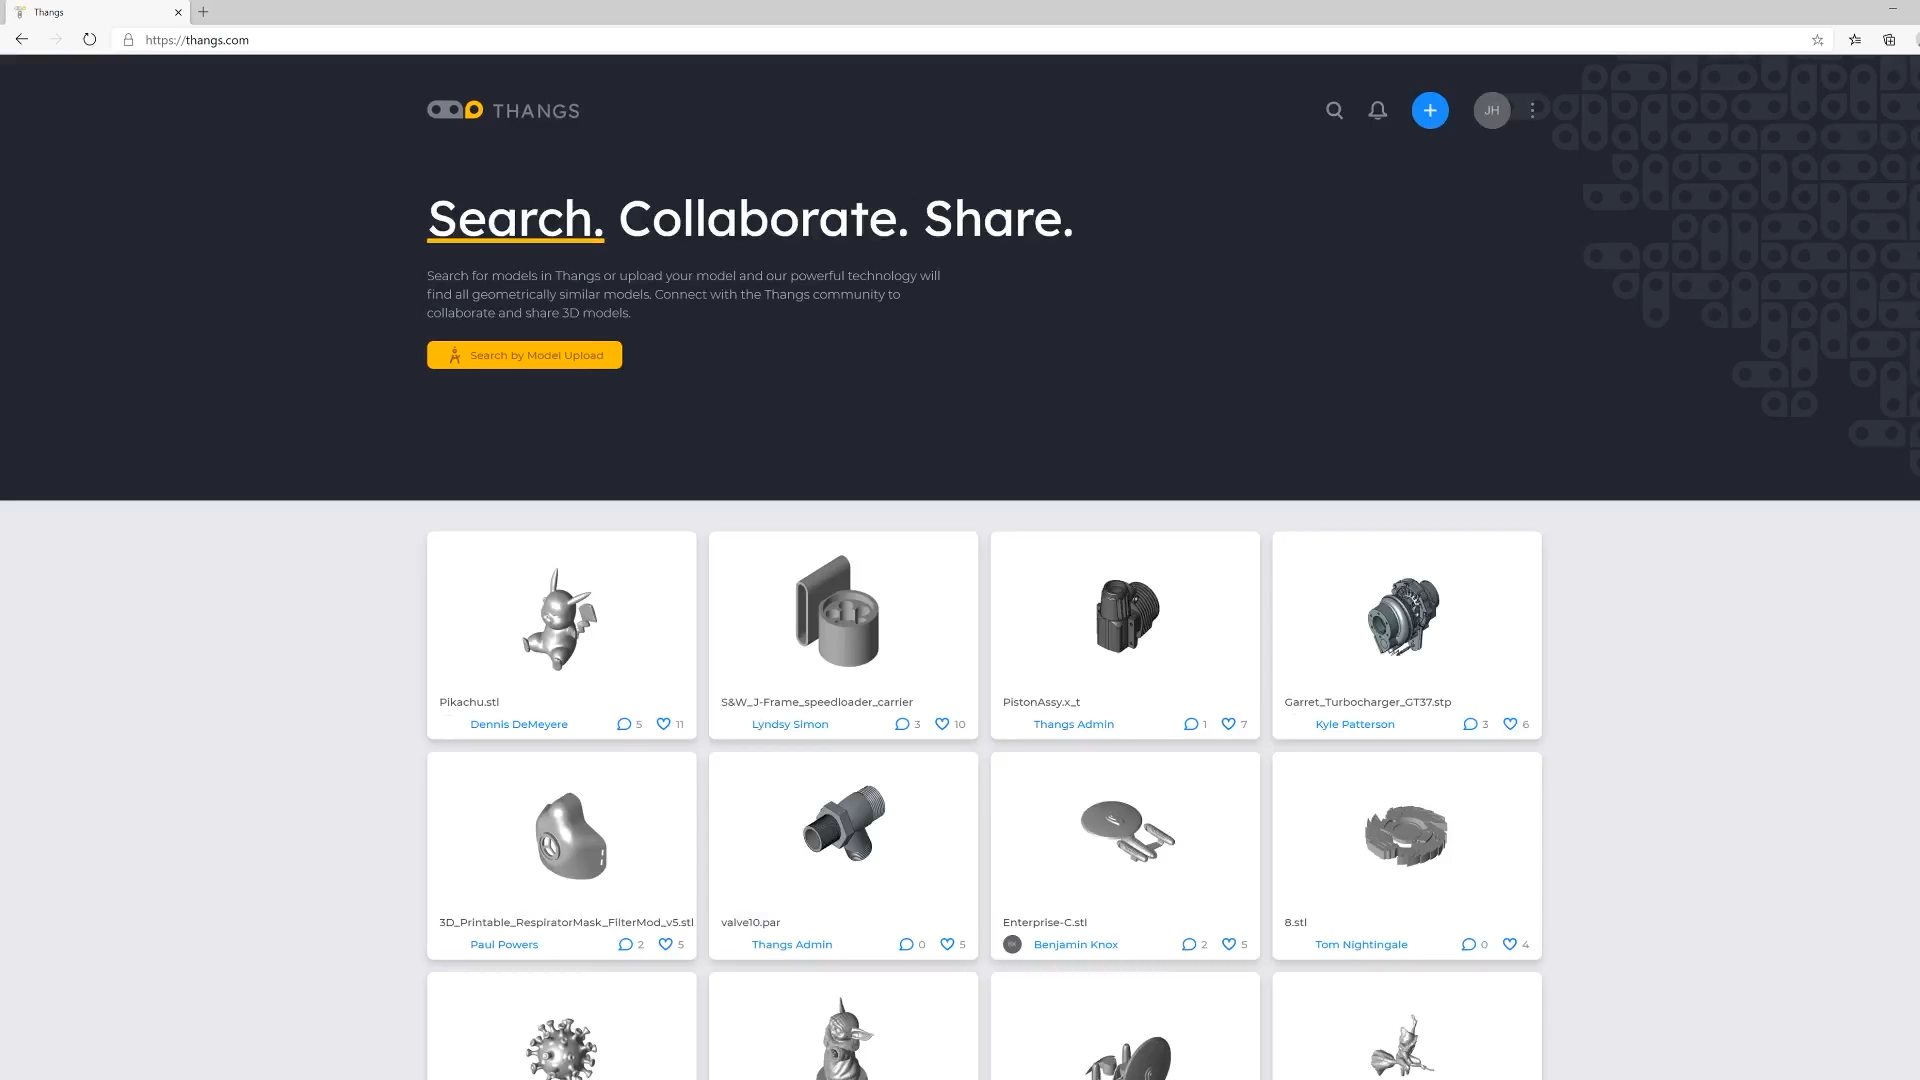 Thangs
https://thangs.com
THANGS
JH
Search. Collaborate. Share.
Search for models in Thangs or upload your model and our powerful technology will
find all geometrically similar models. Connect with the Thangs community to
collaborate and share 3D models.
Search by Model Upload
Pikachu.stl
Dennis DeMeyere 5 11
S&W_J-Frame_speedloader_carrier
Lyndsy Simon 3 10
PistonAssy.x_t
Thangs Admin 1 7
Garret_Turbocharger_GT37.stp
Kyle Patterson 3 6
3D_Printable_RespiratorMask_FilterMod_v5.stl
Paul Powers 2 5
valve10.par
Thangs Admin 0 5
Enterprise-C.stl
BK Benjamin Knox 2 5
8.stl
Tom Nightingale 0 4